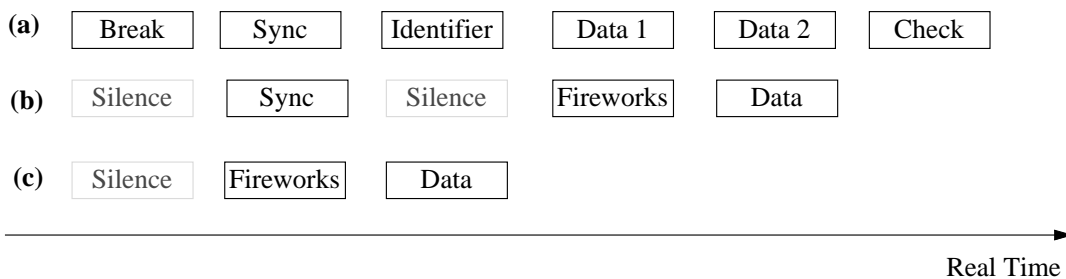 (a) Break Sync Identifier Data 1 Data 2 Check
(b) Silence Sync Silence Fireworks Data
(c) Silence Fireworks Data
Real Time